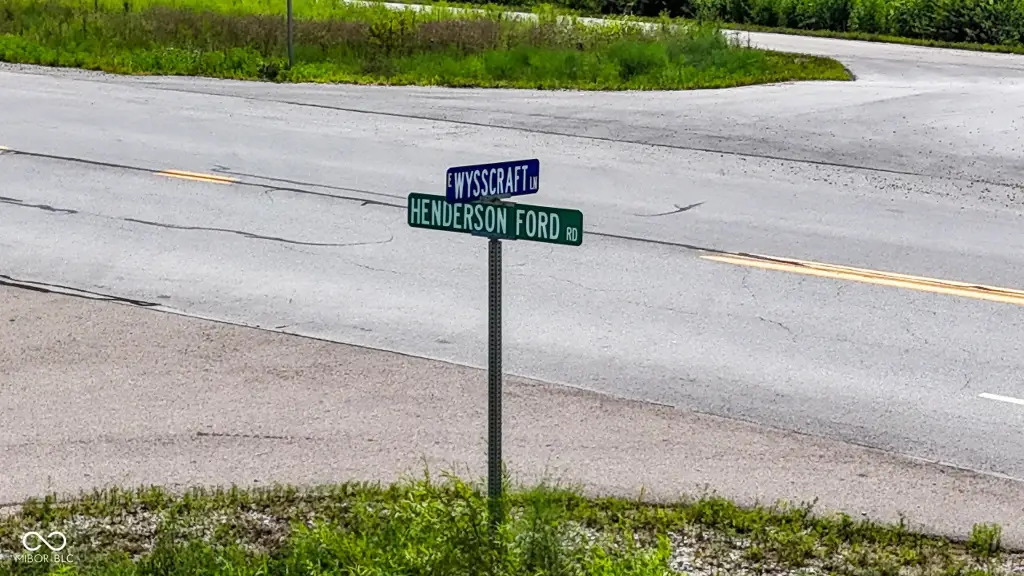 E WYSSCRAFT LN
HENDERSON FORD RD
MIBOR BLC